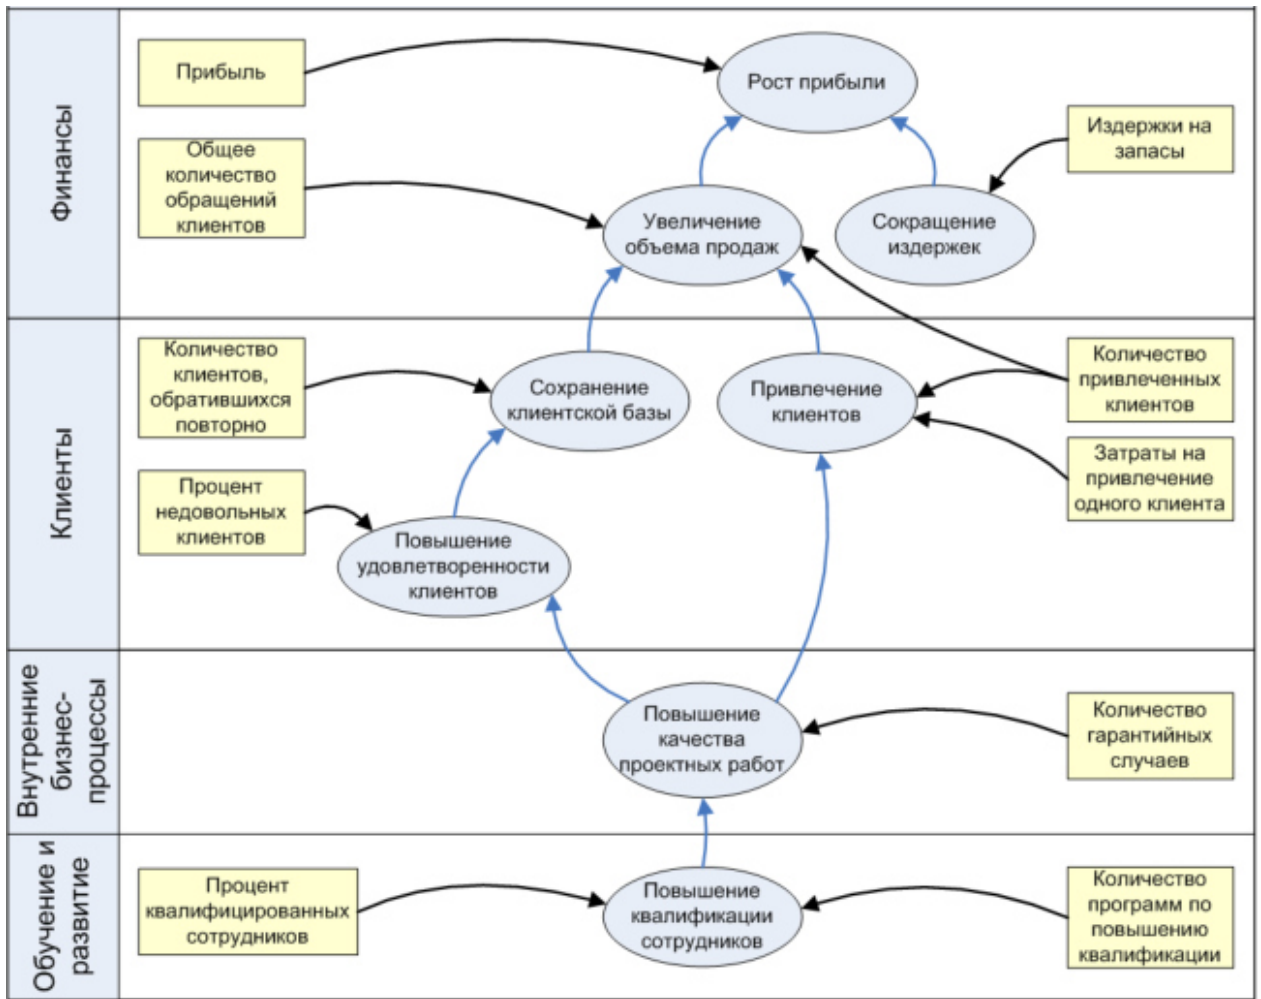 Финансы
Прибыль
Рост прибыли
Общее
количество
обращений
клиентов
Издержки на
запасы
Увеличение
объема продаж
Сокращение
издержек
Клиенты
Количество
клиентов,
обратившихся
повторно
Сохранение
клиентской базы
Привлечение
клиентов
Количество
привлеченных
клиентов
Затраты на
привлечение
одного клиента
Процент
недовольных
клиентов
Повышение
удовлетворенности
клиентов
Внутренние
бизнес-
процессы
Повышение
качества
проектных работ
Количество
гарантийных
случаев
Обучение и
развитие
Процент
квалифицированных
сотрудников
Повышение
квалификации
сотрудников
Количество
программ по
повышению
квалификации